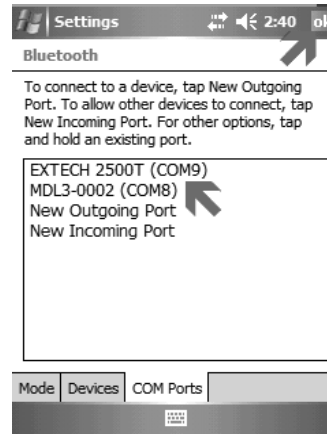 Settings 2:40 ok
Bluetooth
To connect to a device, tap New Outgoing
Port. To allow other devices to connect, tap
New Incoming Port. For other options, tap
and hold an existing port.
EXTECH 2500T (COM9)
MDL3-0002 (COM8)
New Outgoing Port
New Incoming Port
Mode Devices COM Ports